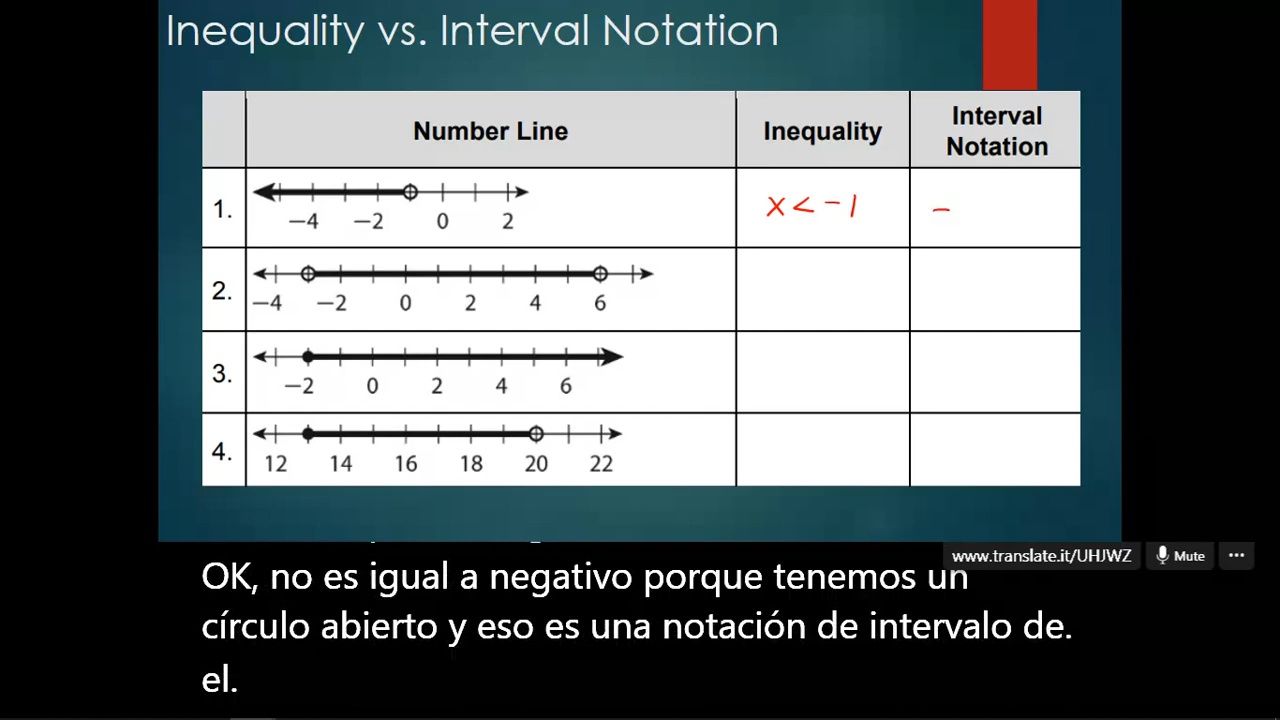 Inequality vs. Interval Notation
Number Line Inequality Interval Notation
1. −4 −2 0 2 x < −1 −
2. −4 −2 0 2 4 6
3. −2 0 2 4 6
4. 12 14 16 18 20 22
www.translate.it/UHJWZ Mute ...
OK, no es igual a negativo porque tenemos un
círculo abierto y eso es una notación de intervalo de.
el.